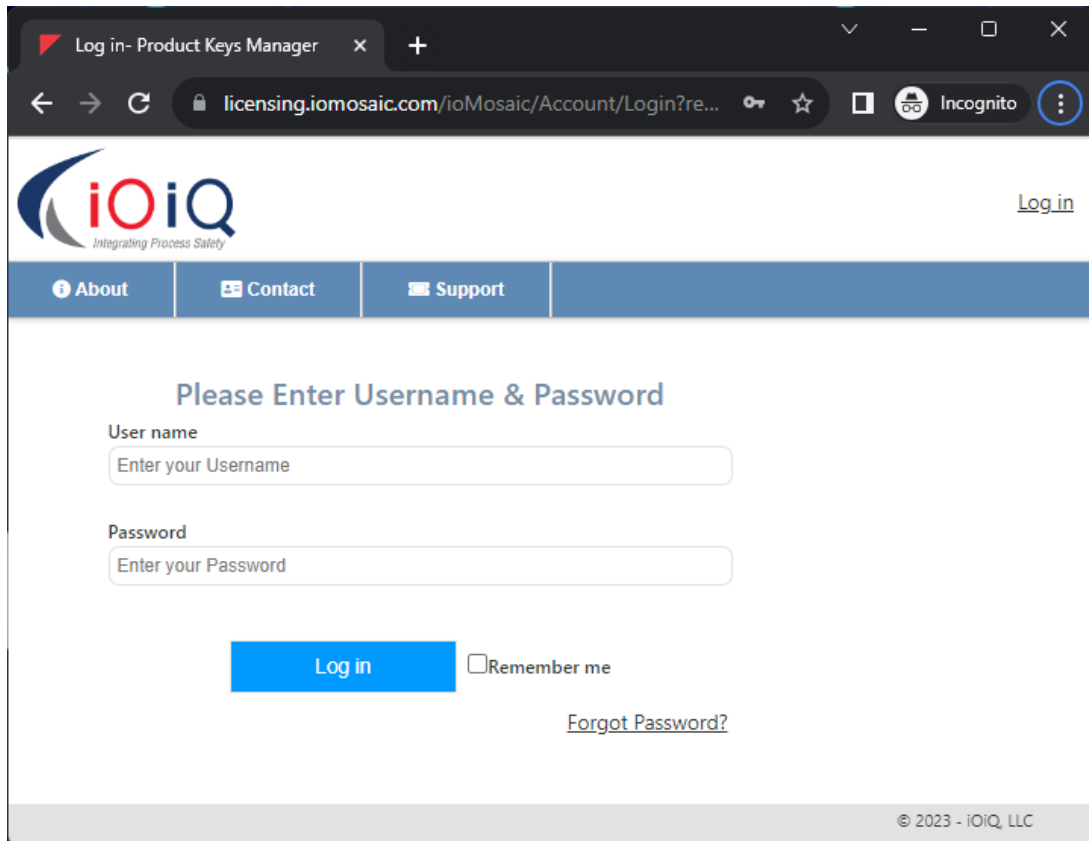 Log in- Product Keys Manager
licensing.iomosaic.com/ioMosaic/Account/Login?re...
Incognito
iOiQ
Integrating Process Safety
Log in
About
Contact
Support
Please Enter Username & Password
User name
Enter your Username
Password
Enter your Password
Log in
Remember me
Forgot Password?
© 2023 - iOiQ, LLC